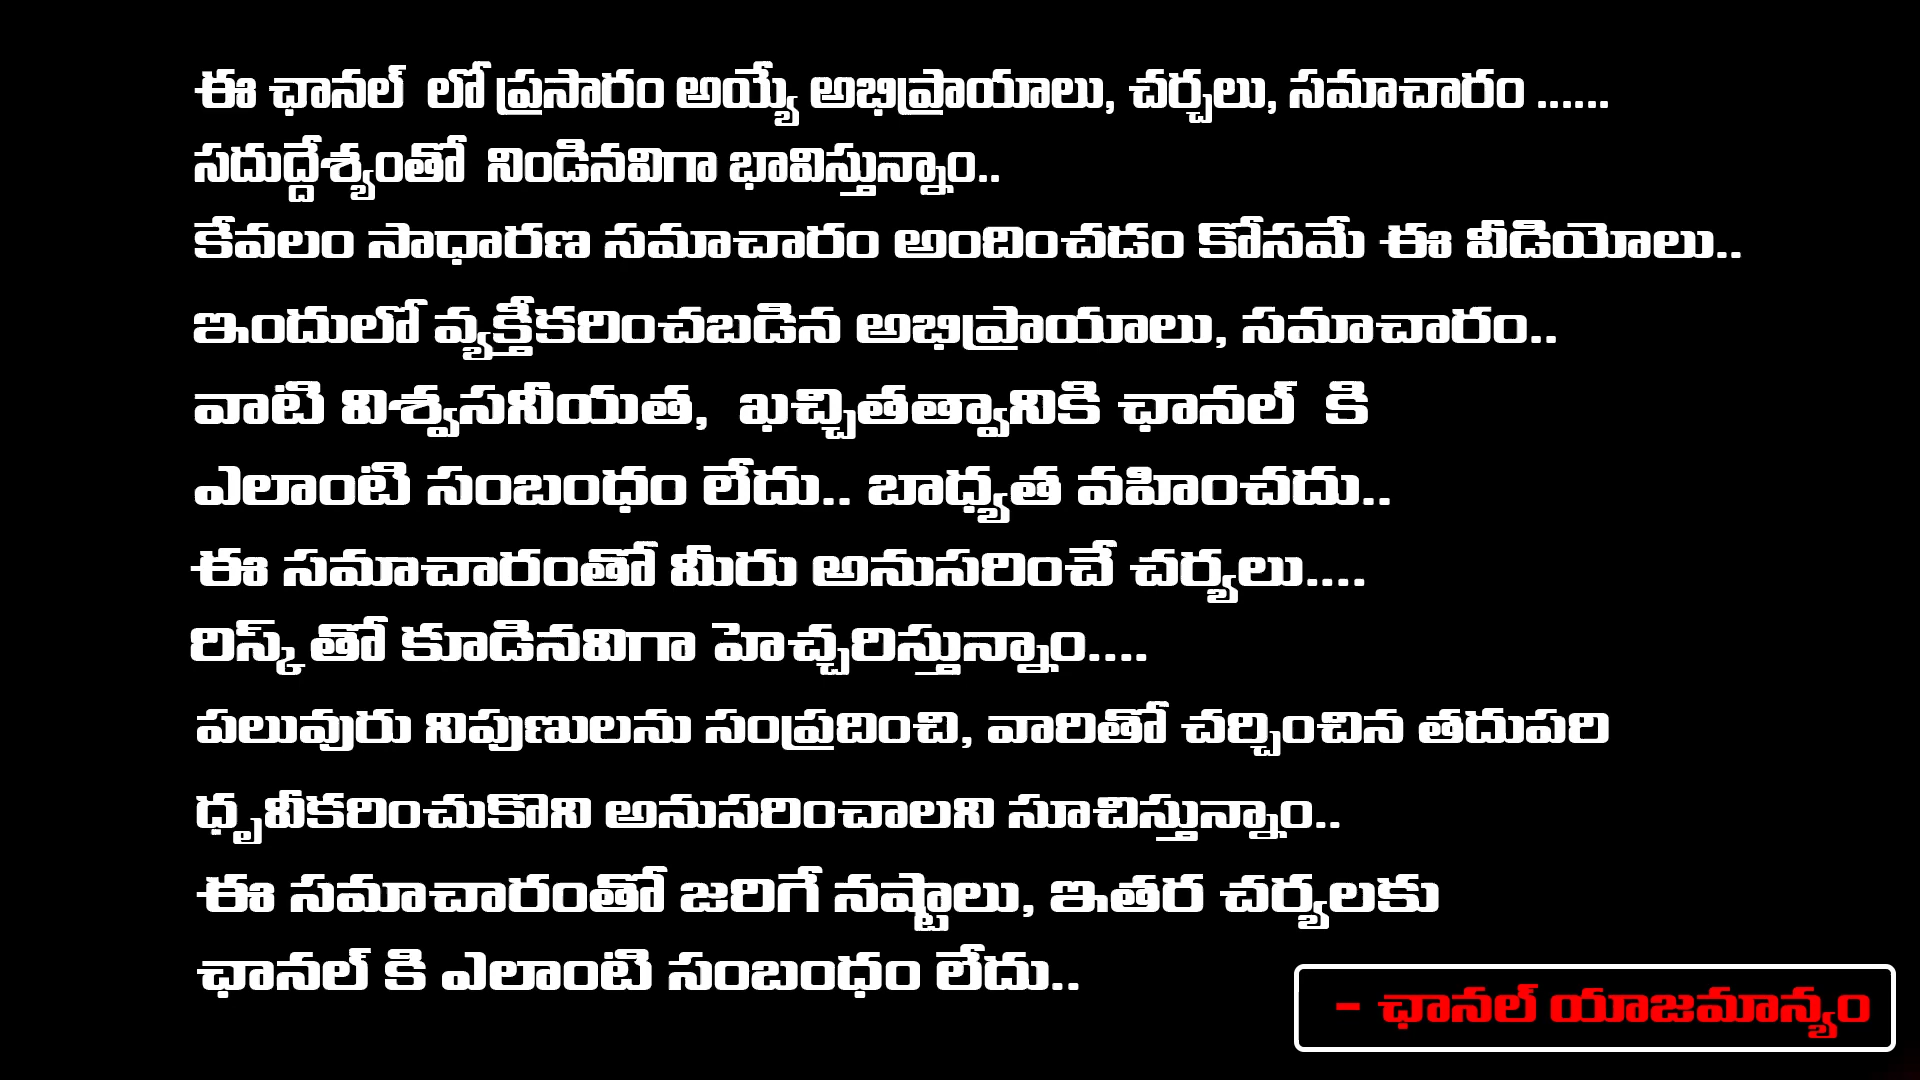 ఈ ఛానల్ లో ప్రసారం అయ్యే అభిప్రాయాలు, చర్చలు, సమాచారం ......
సదుద్దేశ్యంతో నిండినవిగా భావిస్తున్నాం..
కేవలం సాధారణ సమాచారం అందించడం కోసమే ఈ వీడియోలు..
ఇందులో వ్యక్తీకరించబడిన అభిప్రాయాలు, సమాచారం..
వాటి విశ్వసనీయత, ఖచ్చితత్వానికి ఛానల్ కి
ఎలాంటి సంబంధం లేదు.. బాధ్యత వహించదు..
ఈ సమాచారంతో మీరు అనుసరించే చర్యలు....
రిస్క్ తో కూడినవిగా హెచ్చరిస్తున్నాం....
పలువురు నిపుణులను సంప్రదించి, వారితో చర్చించిన తదుపరి
ధృవీకరించుకొని అనుసరించాలని సూచిస్తున్నాం..
ఈ సమాచారంతో జరిగే నష్టాలు, ఇతర చర్యలకు
ఛానల్ కి ఎలాంటి సంబంధం లేదు..
- ఛానల్ యాజమాన్యం